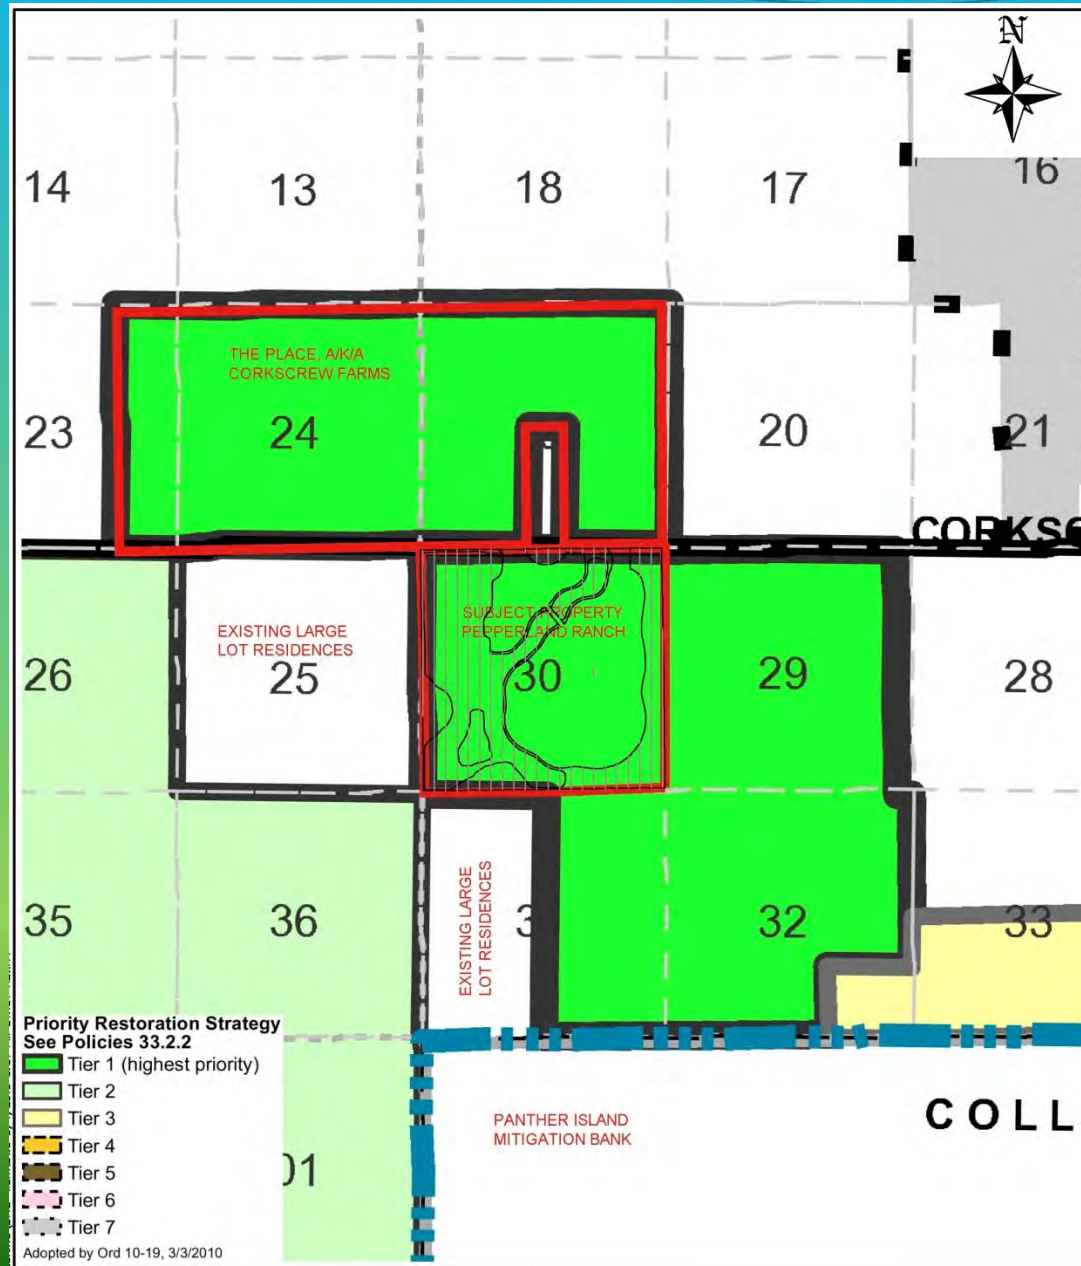 N
14
13
18
17
16
THE PLACE, A/K/A
CORKSCREW FARMS
23
24
20
21
CORKSC
EXISTING LARGE
LOT RESIDENCES
SUBJECT PROPERTY
PEPPERLAND RANCH
26
25
30
29
28
EXISTING LARGE
LOT RESIDENCES
35
36
3
32
33
Priority Restoration Strategy
See Policies 33.2.2
Tier 1 (highest priority)
Tier 2
Tier 3
Tier 4
Tier 5
Tier 6
Tier 7
Adopted by Ord 10-19, 3/3/2010
01
PANTHER ISLAND
MITIGATION BANK
COLL